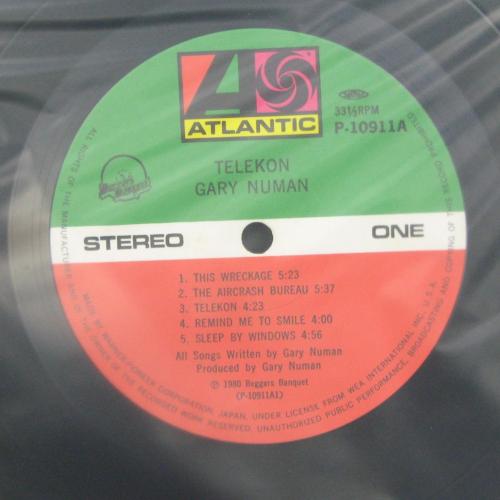 ATLANTIC
33⅓RPM
P-10911A
TELEKON
GARY NUMAN
STEREO
ONE
1. THIS WRECKAGE 5:23
2. THE AIRCRASH BUREAU 5:37
3. TELEKON 4:23
4. REMIND ME TO SMILE 4:00
5. SLEEP BY WINDOWS 4:56
All Songs Written by Gary Numan
Produced by Gary Numan
℗ 1980 Beggars Banquet
(P-10911A1)
ALL RIGHTS OF THE MANUFACTURER AND OF THE OWNER OF THE RECORDED WORK RESERVED. UNAUTHORIZED PUBLIC PERFORMANCE, BROADCASTING AND COPYING OF THIS RECORD PROHIBITED
MADE BY WARNER-PIONEER CORPORATION, JAPAN, UNDER LICENSE FROM WEA INTERNATIONAL INC., U.S.A.